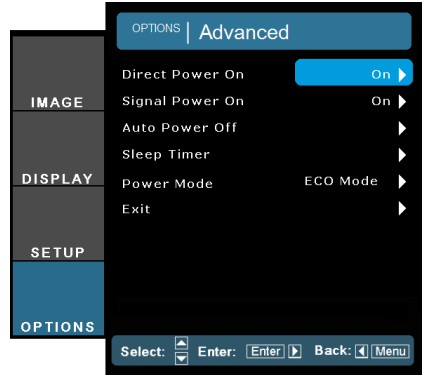 OPTIONS | Advanced
Direct Power On On
Signal Power On On
Auto Power Off
Sleep Timer
Power Mode ECO Mode
Exit
IMAGE
DISPLAY
SETUP
OPTIONS
Select: Enter: Enter Back: Menu